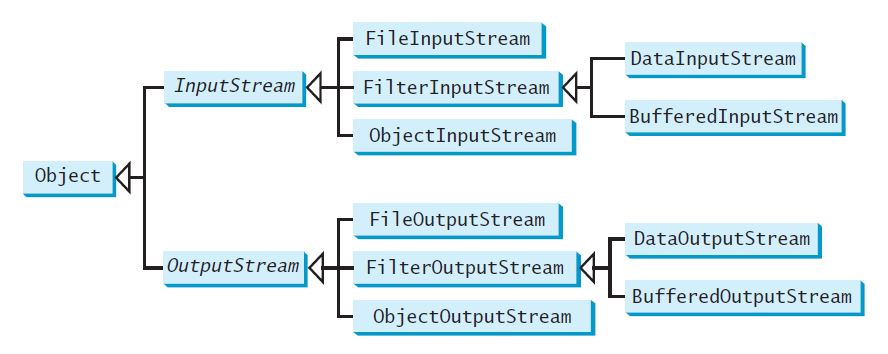 Object
InputStream
FileInputStream
FilterInputStream
DataInputStream
BufferedInputStream
ObjectInputStream
OutputStream
FileOutputStream
FilterOutputStream
DataOutputStream
BufferedOutputStream
ObjectOutputStream